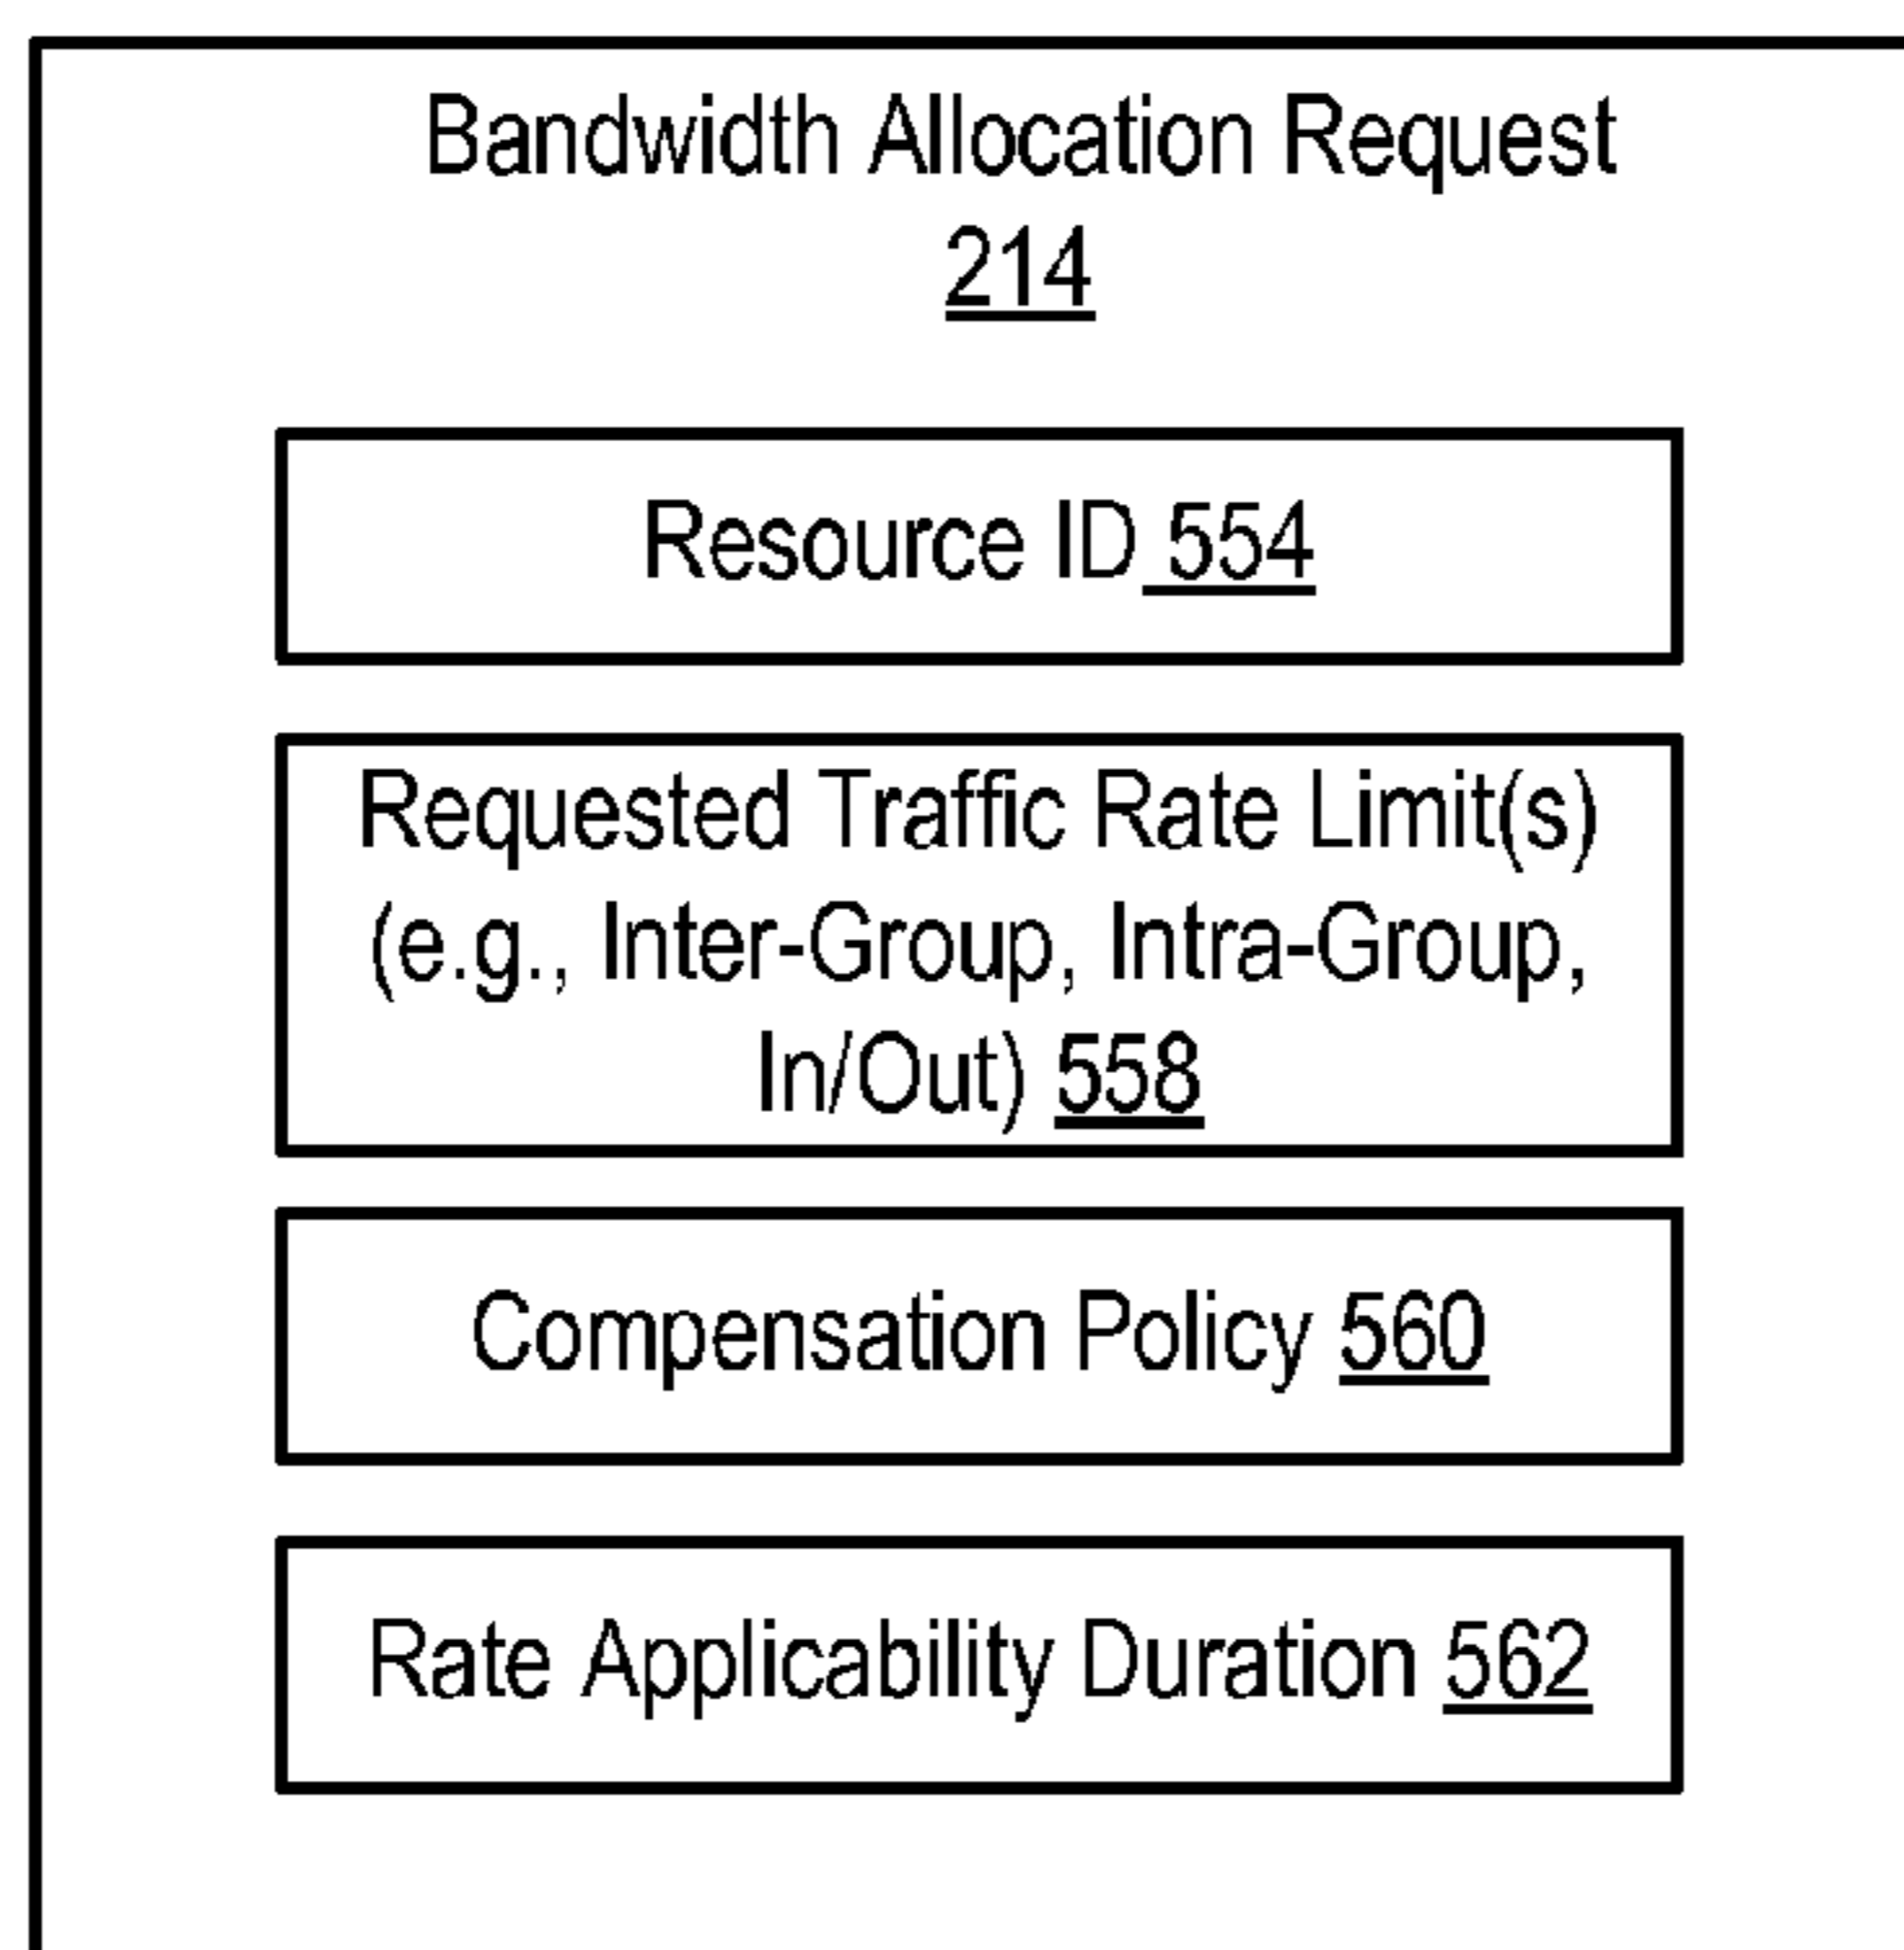 Bandwidth Allocation Request
214
Resource ID 554
Requested Traffic Rate Limit(s)
(e.g., Inter-Group, Intra-Group,
In/Out) 558
Compensation Policy 560
Rate Applicability Duration 562